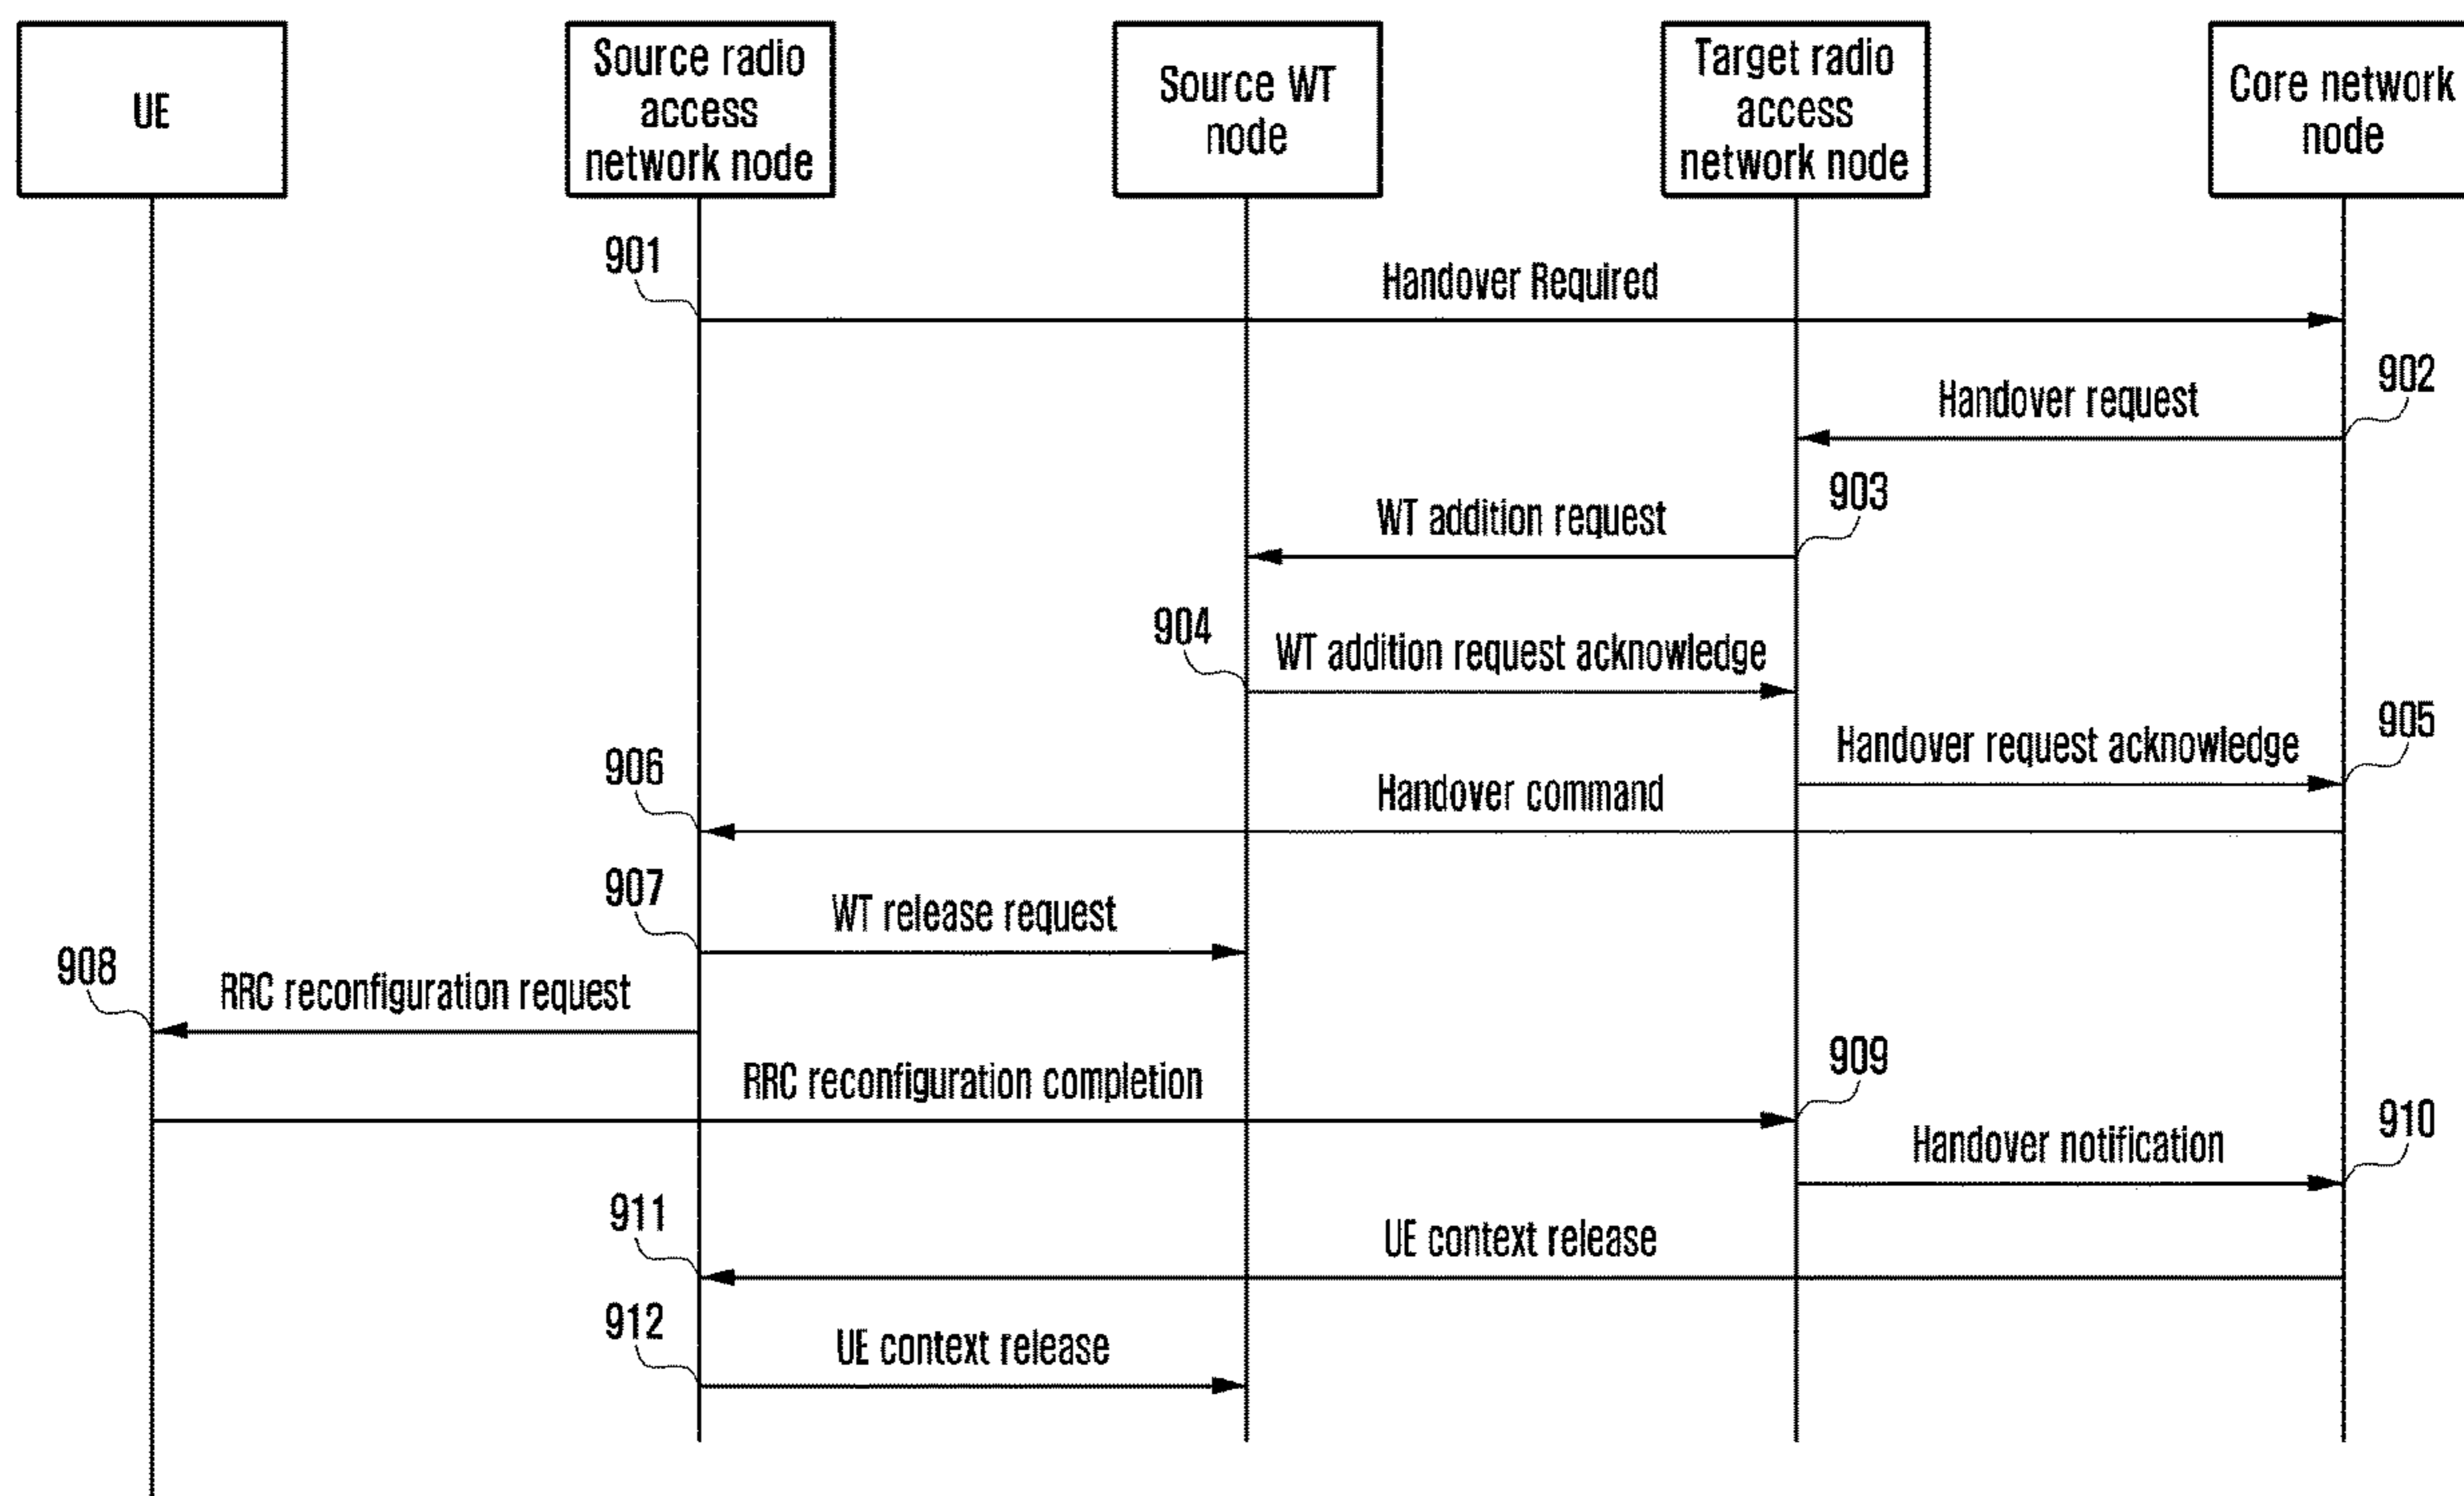 UE
Source radio
access
network node
Source WT
node
Target radio
access
network node
Core network
node
901
Handover Required
902
Handover request
903
WT addition request
904
WT addition request acknowledge
905
Handover request acknowledge
906
Handover command
907
WT release request
908
RRC reconfiguration request
909
RRC reconfiguration completion
910
Handover notification
911
UE context release
912
UE context release